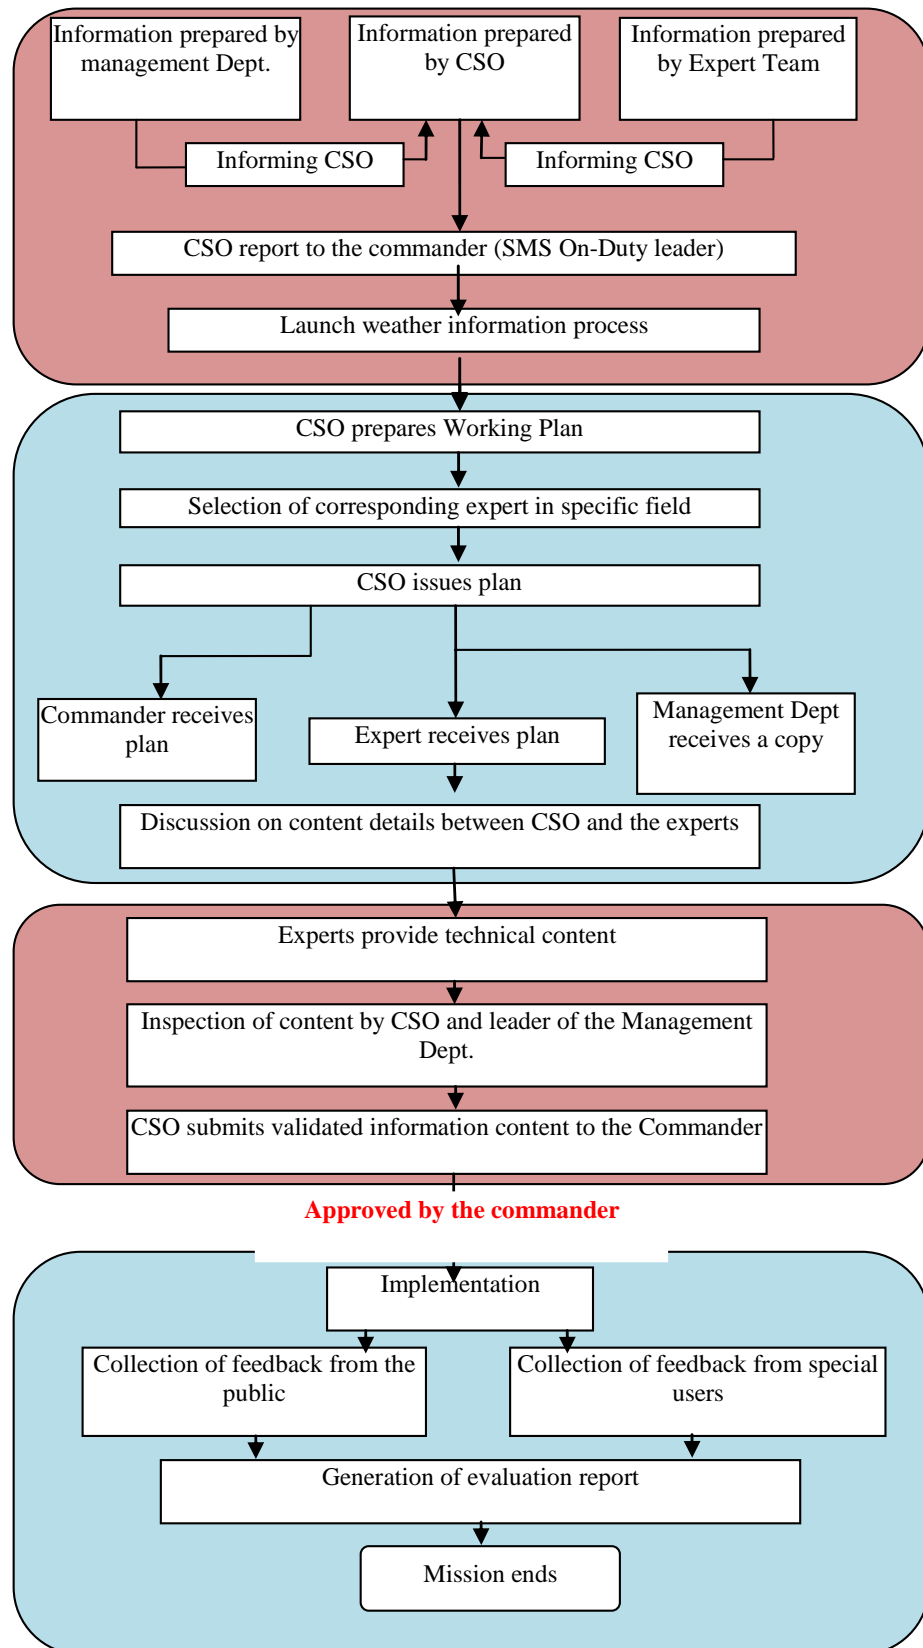 Information prepared by
management Dept.
Information prepared
by CSO
Information prepared
by Expert Team
Informing CSO
Informing CSO
CSO report to the commander (SMS On-Duty leader)
Launch weather information process
CSO prepares Working Plan
Selection of corresponding expert in specific field
CSO issues plan
Commander receives
plan
Expert receives plan
Management Dept
receives a copy
Discussion on content details between CSO and the experts
Experts provide technical content
Inspection of content by CSO and leader of the Management
Dept.
CSO submits validated information content to the Commander
Approved by the commander
Implementation
Collection of feedback from the
public
Collection of feedback from special
users
Generation of evaluation report
Mission ends